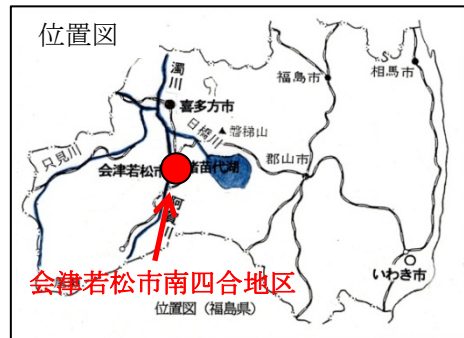 位置図
濁川
喜多方市
日橋川
磐梯山
福島市
相馬市
只見川
会津若松市
猪苗代湖
郡山市
阿賀川
いわき市
会津若松市南四合地区
位置図(福島県)